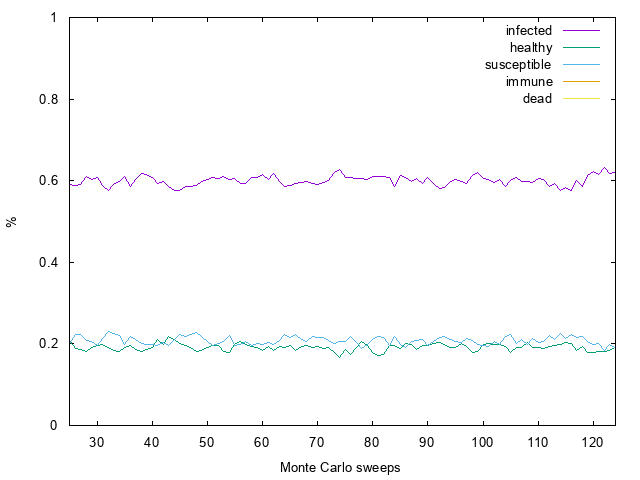 1
infected
healthy
susceptible
immune
dead
0.8
0.6
%
0.4
0.2
0
30 40 50 60 70 80 90 100 110 120
Monte Carlo sweeps